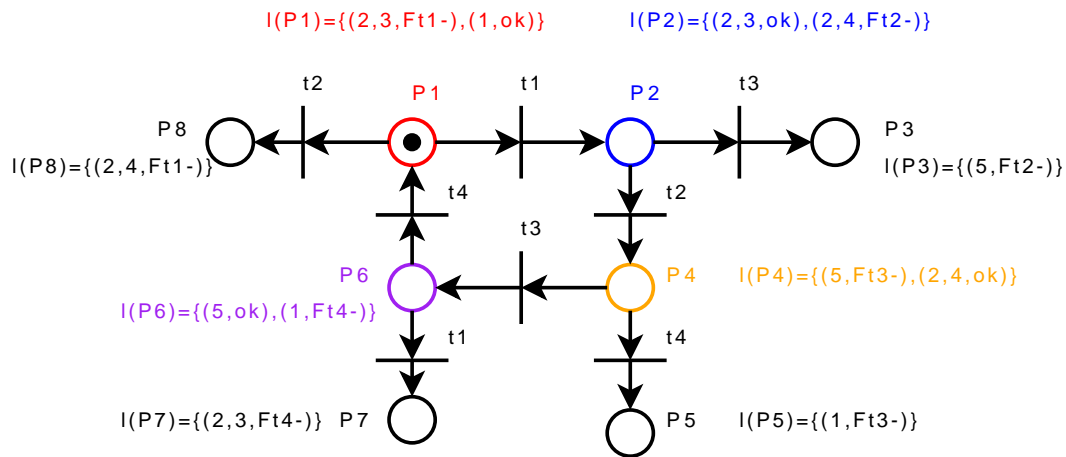 I(P1)={(2,3,Ft1-),(1,ok)}
I(P2)={(2,3,ok),(2,4,Ft2-)}
t2
P1
t1
P2
t3
P8
P3
I(P8)={(2,4,Ft1-)}
I(P3)={(5,Ft2-)}
t4
t2
t3
P6
P4
I(P4)={(5,Ft3-),(2,4,ok)}
I(P6)={(5,ok),(1,Ft4-)}
t1
t4
I(P7)={(2,3,Ft4-)}
P7
P5
I(P5)={(1,Ft3-)}